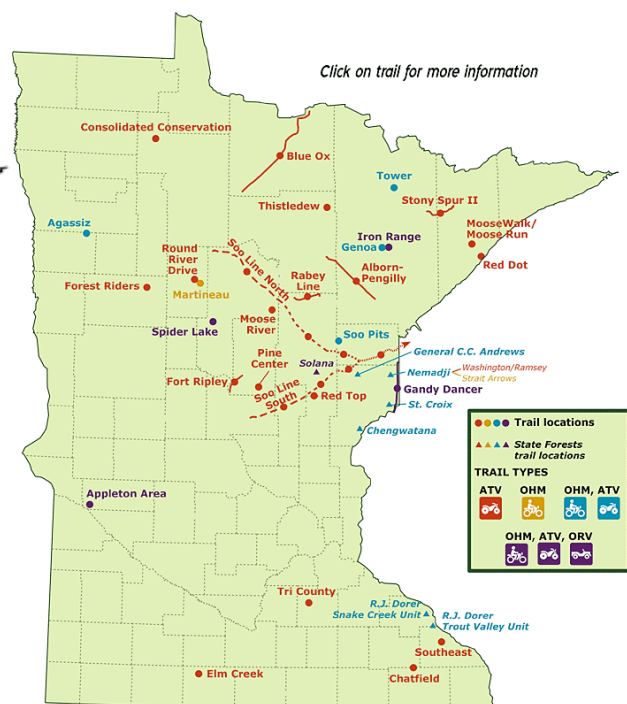 Click on trail for more information
Consolidated Conservation
Blue Ox
Tower
Thistledew
Stony Spur II
Agassiz
Iron Range
Genoa
MooseWalk/
Moose Run
Red Dot
Round
River
Drive
Soo Line North
Forest Riders
Martineau
Rabey
Line
Alborn-
Pengilly
Spider Lake
Moose
River
Soo Pits
General C.C. Andrews
Pine
Center
Solana
Nemadji
Washington/Ramsey
Strait Arrows
Fort Ripley
Soo Line
South
Red Top
Gandy Dancer
St. Croix
Chengwatana
Trail locations
State Forests
trail locations
TRAIL TYPES
ATV
OHM
OHM, ATV
OHM, ATV, ORV
Appleton Area
Tri County
R.J. Dorer
Snake Creek Unit
R.J. Dorer
Trout Valley Unit
Southeast
Chatfield
Elm Creek